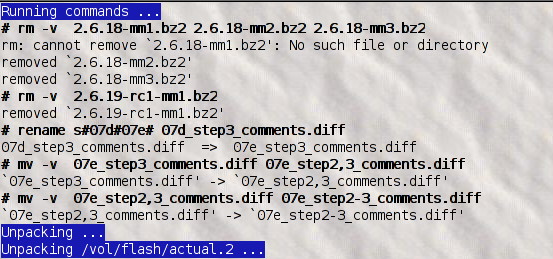 Running commands ...
# rm -v  2.6.18-mm1.bz2 2.6.18-mm2.bz2 2.6.18-mm3.bz2
rm: cannot remove `2.6.18-mm1.bz2': No such file or directory
removed `2.6.18-mm2.bz2'
removed `2.6.18-mm3.bz2'
# rm -v  2.6.19-rc1-mm1.bz2
removed `2.6.19-rc1-mm1.bz2'
# rename s#07d#07e# 07d_step3_comments.diff
07d_step3_comments.diff  =>  07e_step3_comments.diff
# mv -v  07e_step3_comments.diff 07e_step2,3_comments.diff
`07e_step3_comments.diff' -> `07e_step2,3_comments.diff'
# mv -v  07e_step2,3_comments.diff 07e_step2-3_comments.diff
`07e_step2,3_comments.diff' -> `07e_step2-3_comments.diff'
Unpacking ...
Unpacking /vol/flash/actual.2 ...